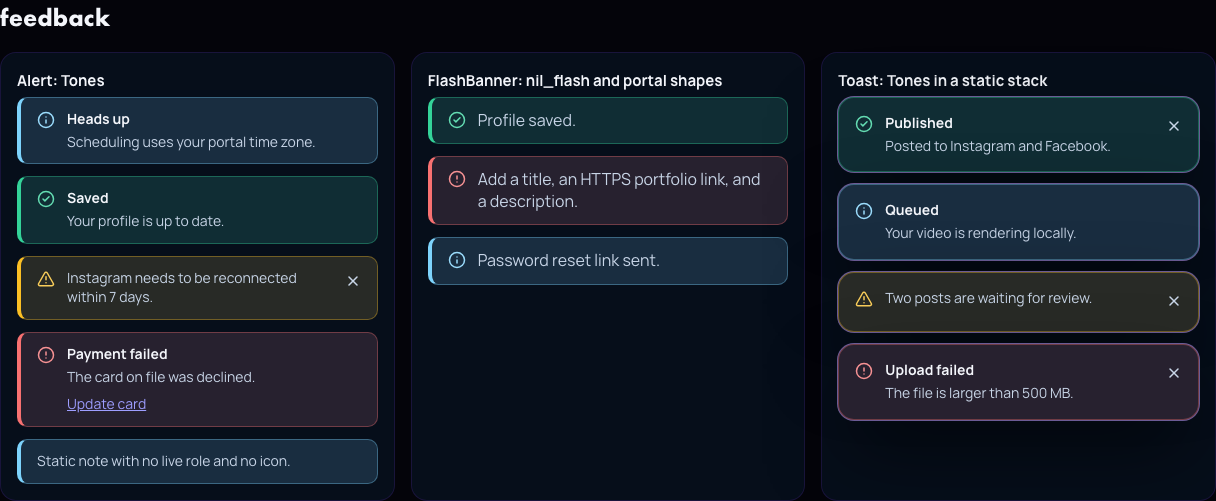 feedback
Alert: Tones
Heads up
Scheduling uses your portal time zone.
Saved
Your profile is up to date.
Instagram needs to be reconnected
within 7 days.
Payment failed
The card on file was declined.
Update card
Static note with no live role and no icon.
FlashBanner: nil_flash and portal shapes
Profile saved.
Add a title, an HTTPS portfolio link, and
a description.
Password reset link sent.
Toast: Tones in a static stack
Published
Posted to Instagram and Facebook.
Queued
Your video is rendering locally.
Two posts are waiting for review.
Upload failed
The file is larger than 500 MB.